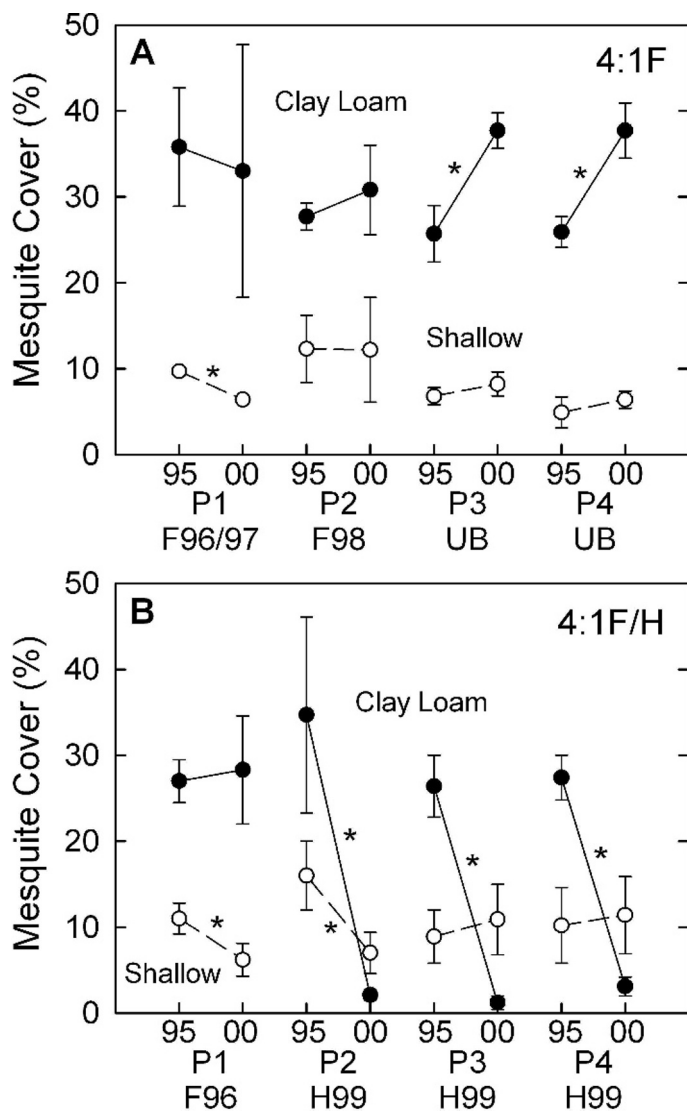 50
A
4:1F
Clay Loam
40
*
*
30
20
Shallow
*
10
0
Mesquite Cover (%)
95 00 95 00 95 00 95 00
P1 P2 P3 P4
F96/97 F98 UB UB
50
B
4:1F/H
40
Clay Loam
30
*
*
*
20
*
*
10
Shallow
0
Mesquite Cover (%)
95 00 95 00 95 00 95 00
P1 P2 P3 P4
F96 H99 H99 H99